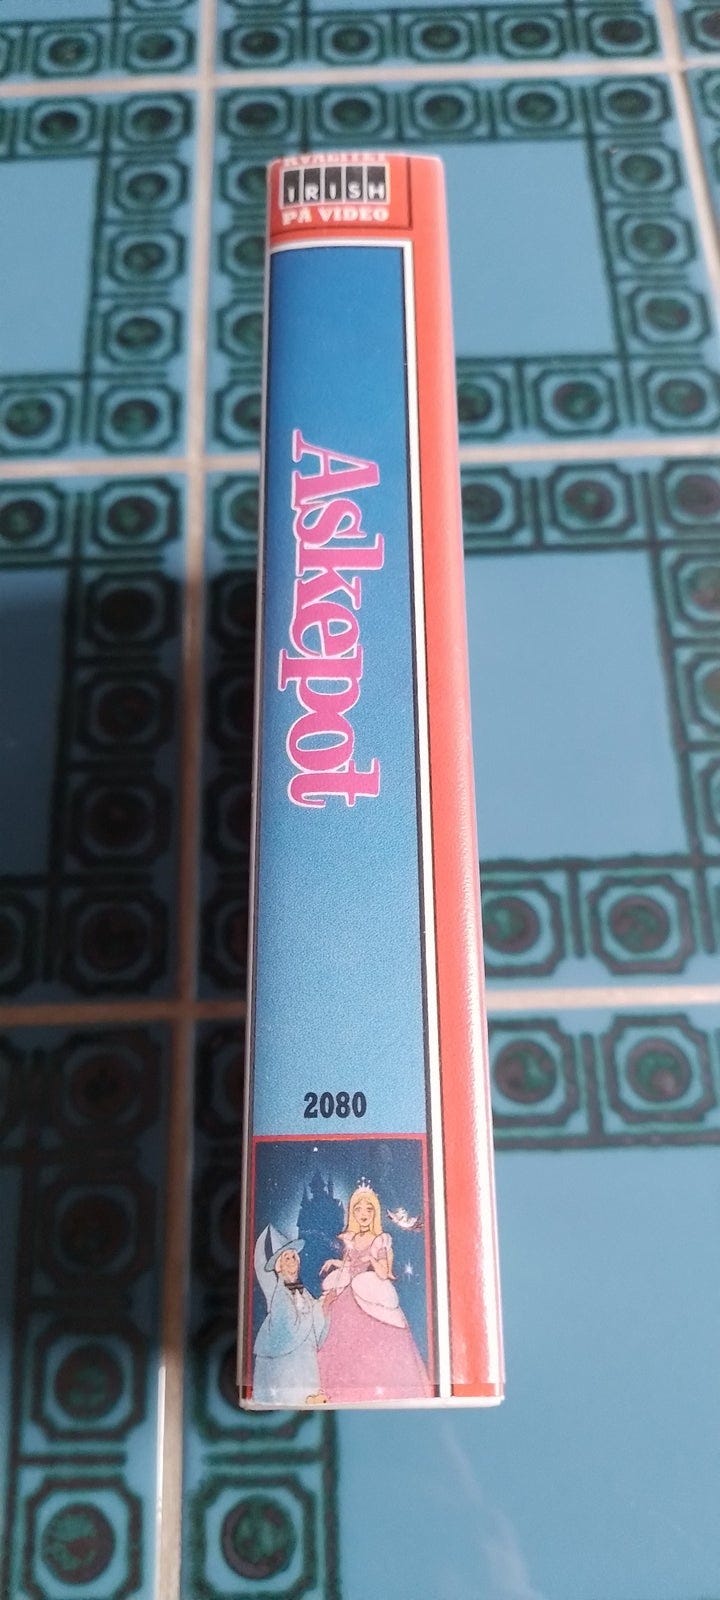 KVALITET
IRISH
PÅ VIDEO
Askepot
2080